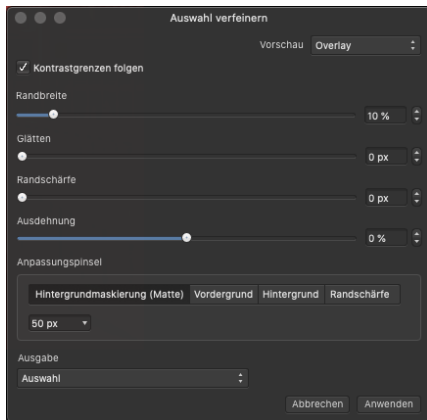 Auswahl verfeinern
Vorschau Overlay
Kontrastgrenzen folgen
Randbreite
10 %
Glätten
0 px
Randschärfe
0 px
Ausdehnung
0 %
Anpassungspinsel
Hintergrundmaskierung (Matte) Vordergrund Hintergrund Randschärfe
50 px
Ausgabe
Auswahl
Abbrechen Anwenden